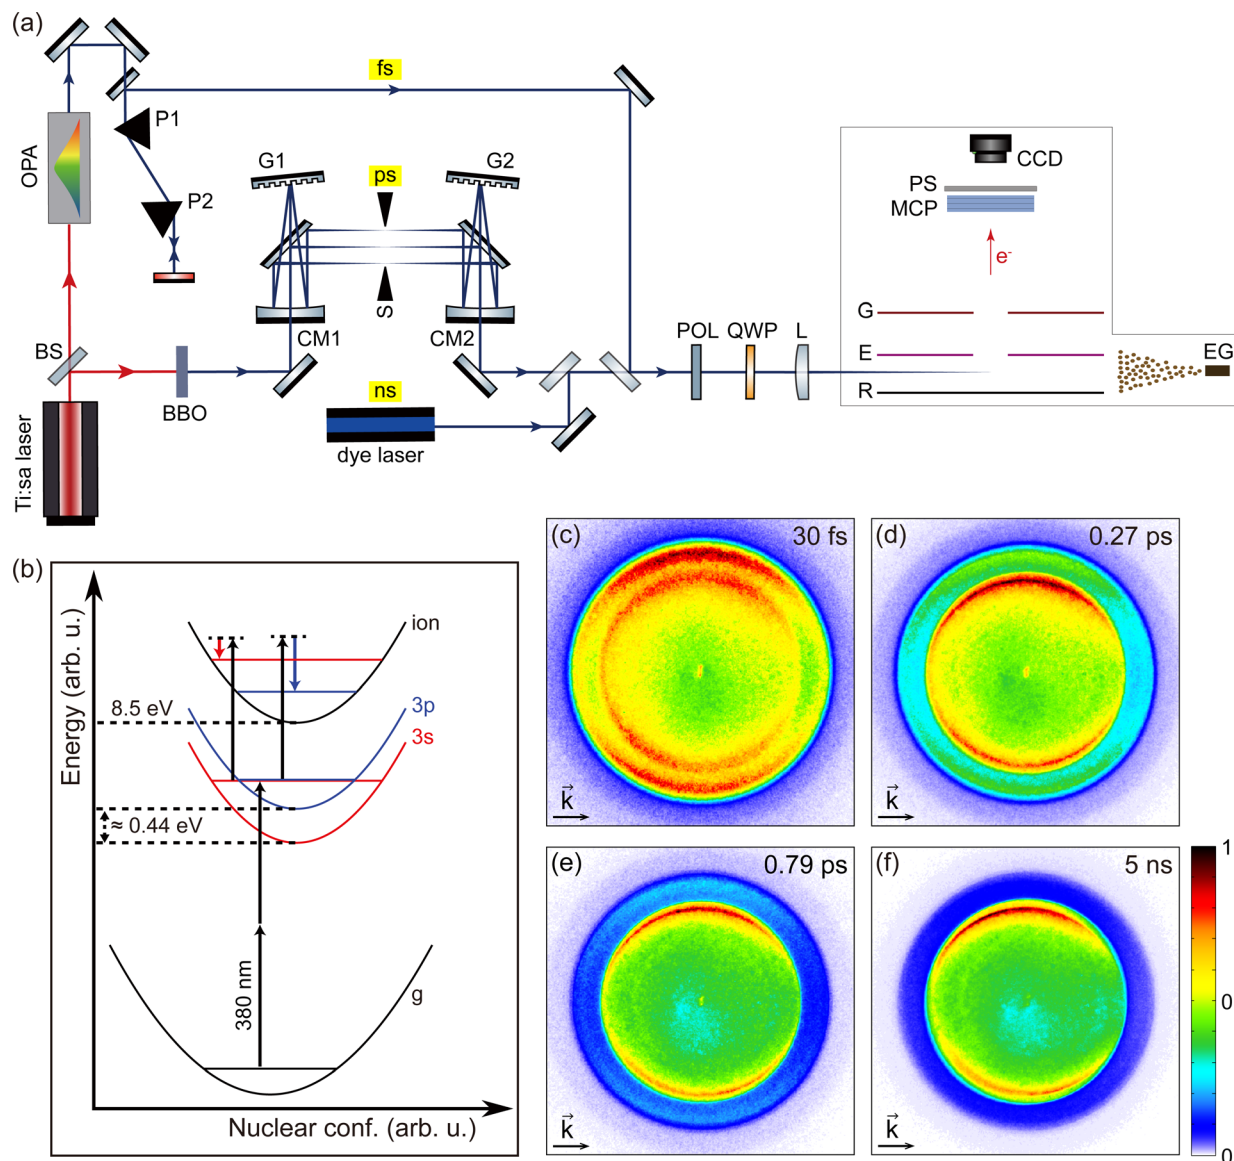 (a)
fs
P1
OPA
G1
ps
G2
P2
S
CM1
CM2
BS
BBO
ns
dye laser
Ti:sa laser
POL
QWP
L
CCD
PS
MCP
e-
G
E
R
EG
(b)
Energy (arb. u.)
ion
8.5 eV
3p
3s
≈ 0.44 eV
380 nm
g
Nuclear conf. (arb. u.)
(c)
30 fs
k
(d)
0.27 ps
k
(e)
0.79 ps
k
(f)
5 ns
k
1
0
0